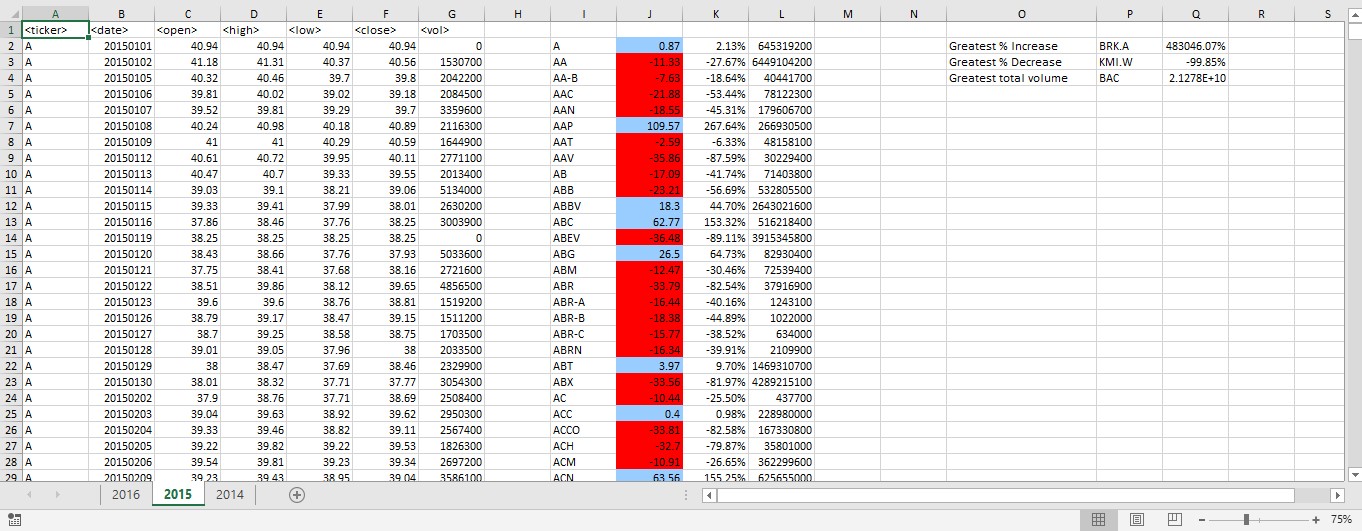 A B C D E F G H I J K L M N O P Q R S
1 <ticker> <date> <open> <high> <low> <close> <vol>
2 A 20150101 40.94 40.94 40.94 40.94 0 A 0.87 2.13% 645319200 Greatest % Increase BRK.A 483046.07%
3 A 20150102 41.18 41.31 40.37 40.56 1530700 AA -11.33 -27.67% 6449104200 Greatest % Decrease KMI.W -99.85%
4 A 20150105 40.32 40.46 39.7 39.8 2042200 AA-B -7.63 -18.64% 40441700 Greatest total volume BAC 2.1278E+10
5 A 20150106 39.81 40.02 39.02 39.18 2084500 AAC -21.88 -53.44% 78122300
6 A 20150107 39.52 39.81 39.29 39.7 3359600 AAN -18.55 -45.31% 179606700
7 A 20150108 40.24 40.98 40.18 40.89 2116300 AAP 109.57 267.64% 266930500
8 A 20150109 41 41 40.29 40.59 1644900 AAT -2.59 -6.33% 48158100
9 A 20150112 40.61 40.72 39.95 40.11 2771100 AAV -35.86 -87.59% 30229400
10 A 20150113 40.47 40.7 39.33 39.55 2013400 AB -17.09 -41.74% 71403800
11 A 20150114 39.03 39.1 38.21 39.06 5134000 ABB -23.21 -56.69% 532805500
12 A 20150115 39.33 39.41 37.99 38.01 2630200 ABBV 18.3 44.70% 2643021600
13 A 20150116 37.86 38.46 37.76 38.25 3003900 ABC 62.77 153.32% 516218400
14 A 20150119 38.25 38.25 38.25 38.25 0 ABEV -36.48 -89.11% 3915345800
15 A 20150120 38.43 38.66 37.76 37.93 5033600 ABG 26.5 64.73% 82930400
16 A 20150121 37.75 38.41 37.68 38.16 2721600 ABM -12.47 -30.46% 72539400
17 A 20150122 38.51 39.86 38.12 39.65 4856500 ABR -33.79 -82.54% 37916900
18 A 20150123 39.6 39.6 38.76 38.81 1519200 ABR-A -16.44 -40.16% 1243100
19 A 20150126 38.79 39.17 38.47 39.15 1511200 ABR-B -18.38 -44.89% 1022000
20 A 20150127 38.7 39.25 38.58 38.75 1703500 ABR-C -15.77 -38.52% 634000
21 A 20150128 39.01 39.05 37.96 38 2033500 ABRN -16.34 -39.91% 2109900
22 A 20150129 38 38.47 37.69 38.46 2329900 ABT 3.97 9.70% 1469310700
23 A 20150130 38.01 38.32 37.71 37.77 3054300 ABX -33.56 -81.97% 4289215100
24 A 20150202 37.9 38.76 37.71 38.69 2508400 AC -10.44 -25.50% 437700
25 A 20150203 39.04 39.63 38.92 39.62 2950300 ACC 0.4 0.98% 228980000
26 A 20150204 39.33 39.46 38.82 39.11 2567400 ACCO -33.81 -82.58% 167330800
27 A 20150205 39.22 39.82 39.22 39.53 1826300 ACH -32.7 -79.87% 35801000
28 A 20150206 39.54 39.81 39.23 39.34 2697200 ACM -10.91 -26.65% 362299600
29 A 20150209 39.23 39.43 38.95 39.04 3586100 ACN 63.56 155.25% 625655000
2016 2015 2014
75%